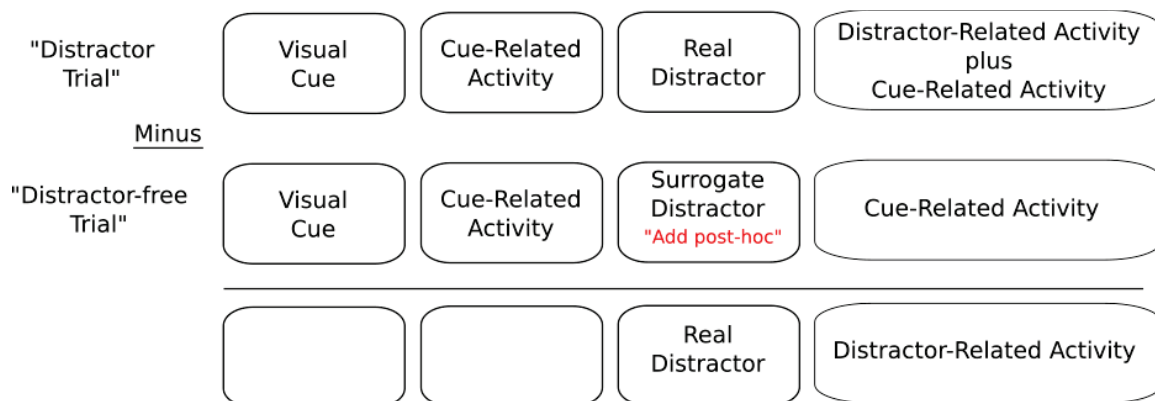 "Distractor
Trial"
Visual
Cue
Cue-Related
Activity
Real
Distractor
Distractor-Related Activity
plus
Cue-Related Activity
Minus
"Distractor-free
Trial"
Visual
Cue
Cue-Related
Activity
Surrogate
Distractor
"Add post-hoc"
Cue-Related Activity
Real
Distractor
Distractor-Related Activity